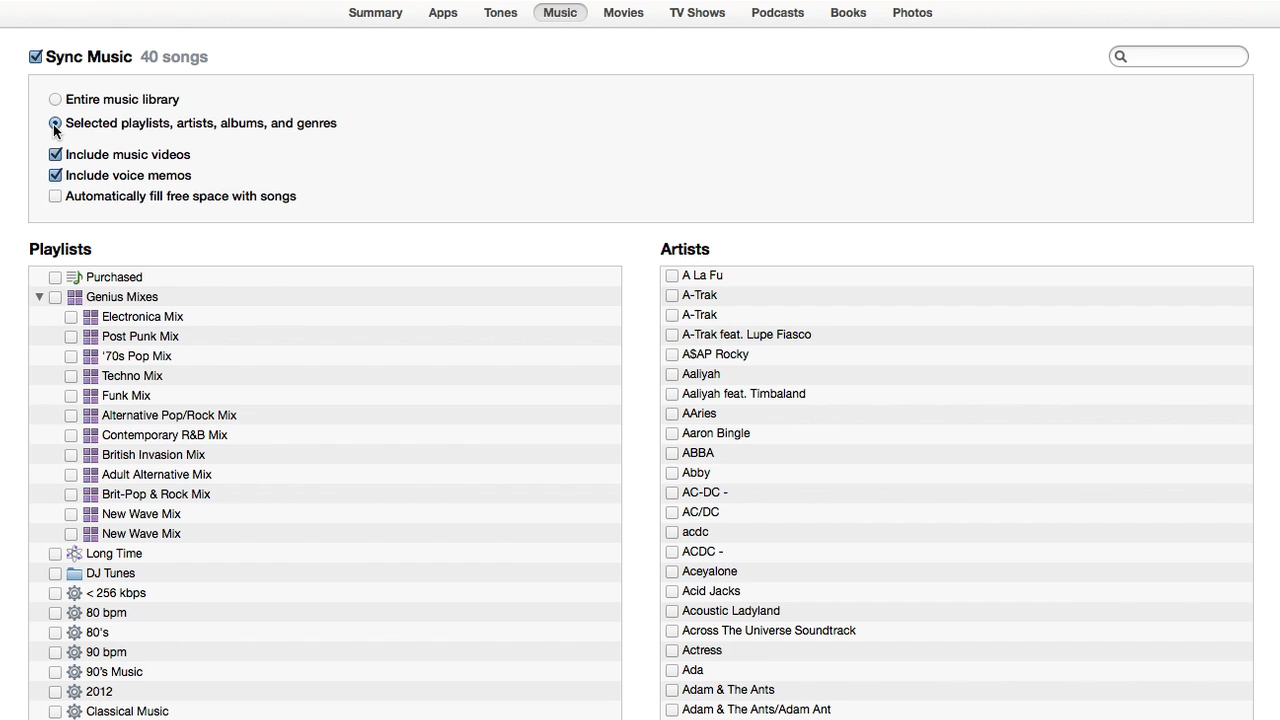 Summary Apps Tones Music Movies TV Shows Podcasts Books Photos
Sync Music 40 songs
Entire music library
Selected playlists, artists, albums, and genres
Include music videos
Include voice memos
Automatically fill free space with songs
Playlists
Purchased
Genius Mixes
Electronica Mix
Post Punk Mix
'70s Pop Mix
Techno Mix
Funk Mix
Alternative Pop/Rock Mix
Contemporary R&B Mix
British Invasion Mix
Adult Alternative Mix
Brit-Pop & Rock Mix
New Wave Mix
New Wave Mix
Long Time
DJ Tunes
< 256 kbps
80 bpm
80's
90 bpm
90's Music
2012
Classical Music
Artists
A La Fu
A-Trak
A-Trak
A-Trak feat. Lupe Fiasco
A$AP Rocky
Aaliyah
Aaliyah feat. Timbaland
AAries
Aaron Bingle
ABBA
Abby
AC-DC -
AC/DC
acdc
ACDC -
Aceyalone
Acid Jacks
Acoustic Ladyland
Across The Universe Soundtrack
Actress
Ada
Adam & The Ants
Adam & The Ants/Adam Ant